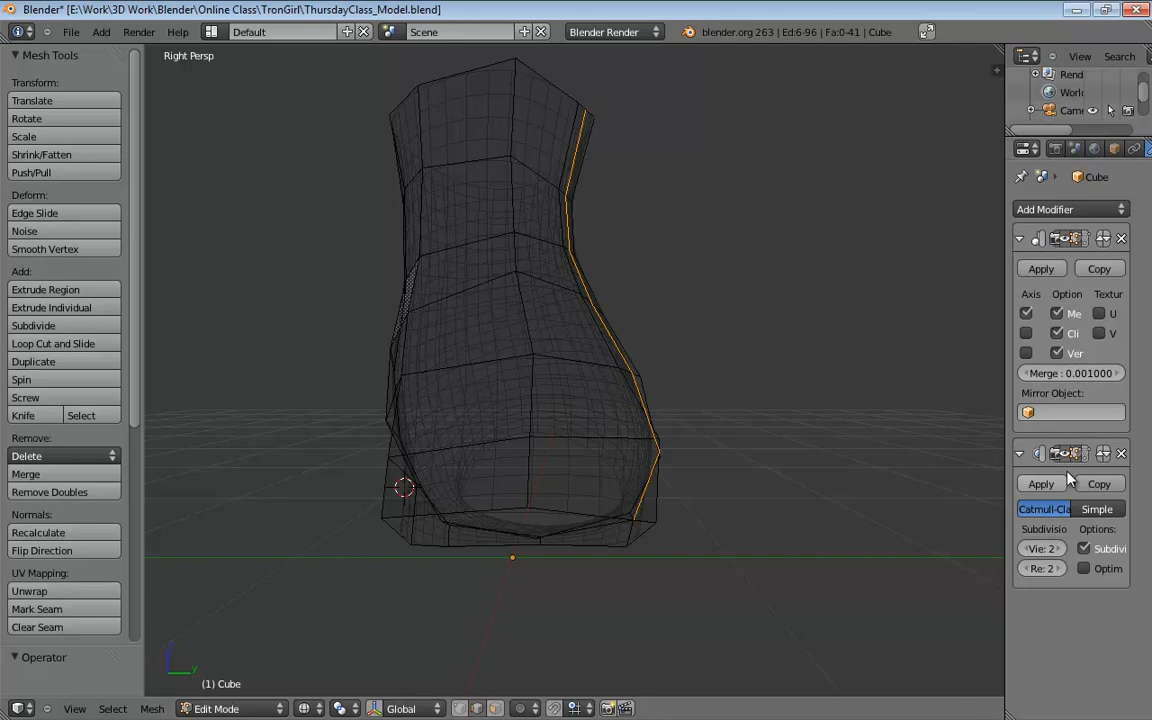 Blender* [E:\Work\3D Work\Blender\Online Class\TronGirl\ThursdayClass_Model.blend]
File Add Render Help Default Scene Blender Render blender.org 263 | Ed:6-96 | Fa:0-41 | Cube
Mesh Tools
Transform:
Translate
Rotate
Scale
Shrink/Fatten
Push/Pull
Deform:
Edge Slide
Noise
Smooth Vertex
Add:
Extrude Region
Extrude Individual
Subdivide
Loop Cut and Slide
Duplicate
Spin
Screw
Knife Select
Remove:
Delete
Merge
Remove Doubles
Normals:
Recalculate
Flip Direction
UV Mapping:
Unwrap
Mark Seam
Clear Seam
Operator
Right Persp
(1) Cube
View Select Mesh Edit Mode Global
View Search
Rend
World
Came
Cube
Add Modifier
Apply Copy
Axis Option Textur
Me U
Cli V
Ver
Merge : 0.001000
Mirror Object:
Apply Copy
Catmull-Cla Simple
Subdivisio Options:
Vie: 2 Subdivi
Re: 2 Optim